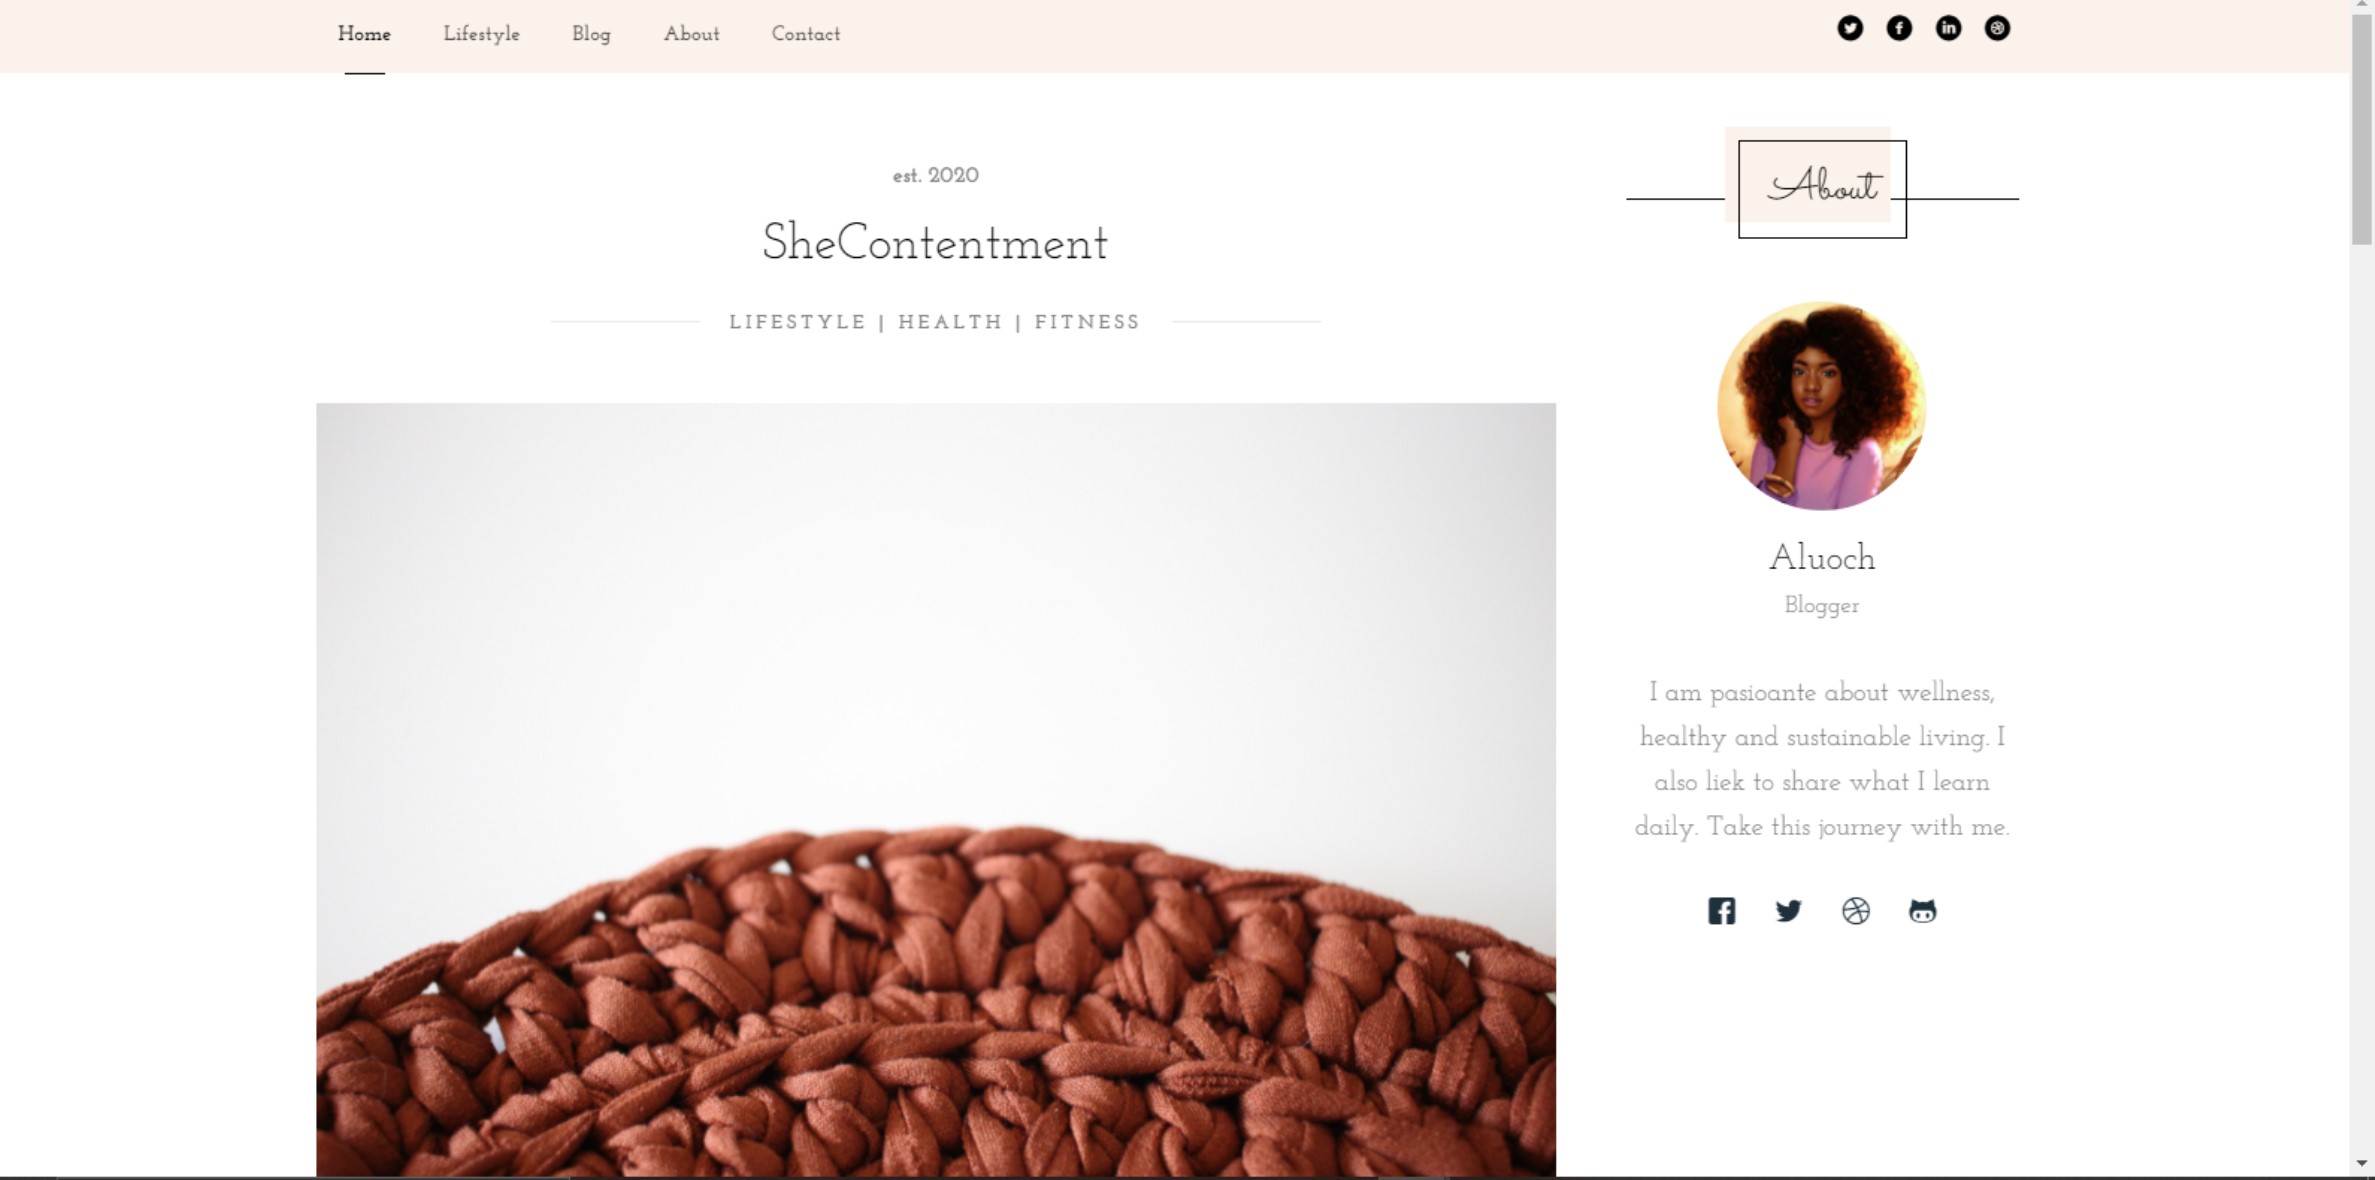 Home Lifestyle Blog About Contact
est. 2020
SheContentment
LIFESTYLE | HEALTH | FITNESS
About
Aluoch
Blogger
I am pasioante about wellness,
healthy and sustainable living. I
also liek to share what I learn
daily. Take this journey with me.